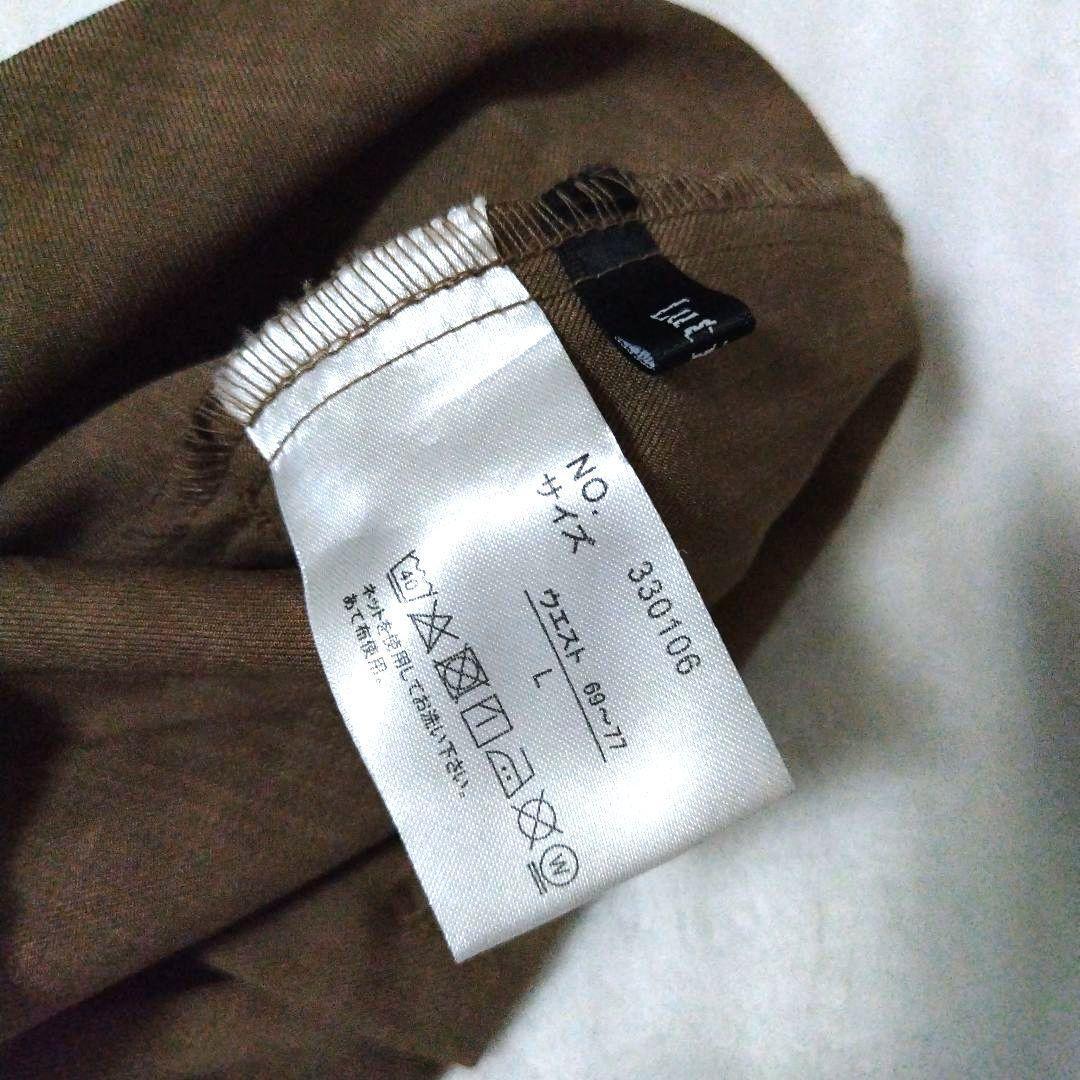 NO. 330106
サイズ
ウエスト 69〜77
L
40
W
ネットを使用してお洗い下さい。
あて布使用。